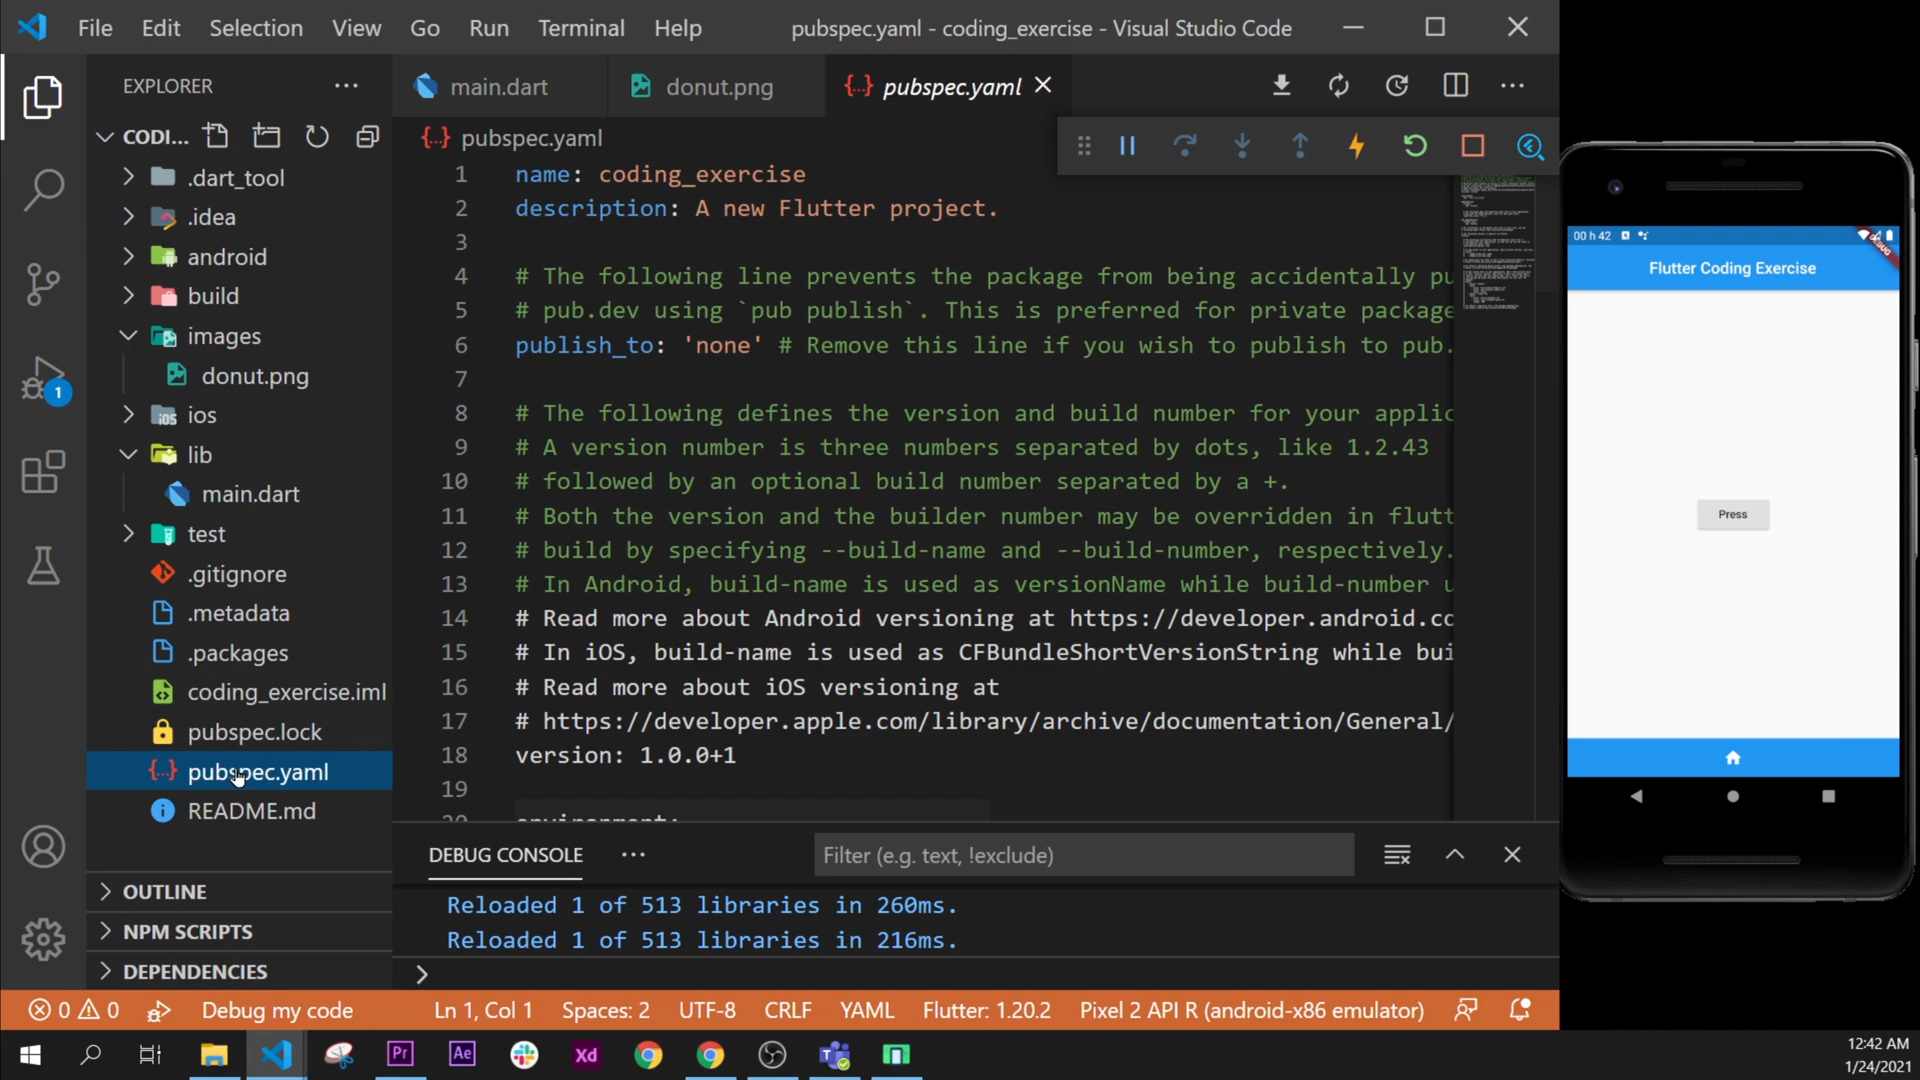 File Edit Selection View Go Run Terminal Help pubspec.yaml - coding_exercise - Visual Studio Code
EXPLORER
CODI...
.dart_tool
.idea
android
build
images
donut.png
ios
lib
main.dart
test
.gitignore
.metadata
.packages
coding_exercise.iml
pubspec.lock
pubspec.yaml
README.md
OUTLINE
NPM SCRIPTS
DEPENDENCIES
1
main.dart donut.png pubspec.yaml
pubspec.yaml
1 name: coding_exercise
2 description: A new Flutter project.
3
4 # The following line prevents the package from being accidentally pu
5 # pub.dev using `pub publish`. This is preferred for private package
6 publish_to: 'none' # Remove this line if you wish to publish to pub.
7
8 # The following defines the version and build number for your applic
9 # A version number is three numbers separated by dots, like 1.2.43
10 # followed by an optional build number separated by a +.
11 # Both the version and the builder number may be overridden in flutt
12 # build by specifying --build-name and --build-number, respectively.
13 # In Android, build-name is used as versionName while build-number u
14 # Read more about Android versioning at https://developer.android.co
15 # In iOS, build-name is used as CFBundleShortVersionString while bui
16 # Read more about iOS versioning at
17 # https://developer.apple.com/library/archive/documentation/General/
18 version: 1.0.0+1
19
20 environment:
DEBUG CONSOLE
Filter (e.g. text, !exclude)
Reloaded 1 of 513 libraries in 260ms.
Reloaded 1 of 513 libraries in 216ms.
0 0 Debug my code Ln 1, Col 1 Spaces: 2 UTF-8 CRLF YAML Flutter: 1.20.2 Pixel 2 API R (android-x86 emulator)
00 h 42
DEBUG
Flutter Coding Exercise
Press
Pr Ae Xd
12:42 AM
1/24/2021